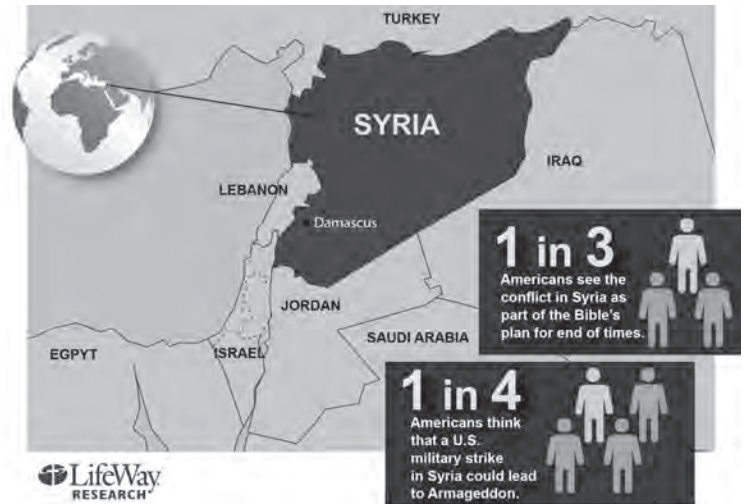 TURKEY
SYRIA
IRAQ
LEBANON
Damascus
JORDAN
SAUDI ARABIA
ISRAEL
EGPYT
1 in 3
Americans see the
conflict in Syria as
part of the Bible's
plan for end of times.
1 in 4
Americans think
that a U.S.
military strike
in Syria could lead
to Armageddon.
LifeWay
RESEARCH